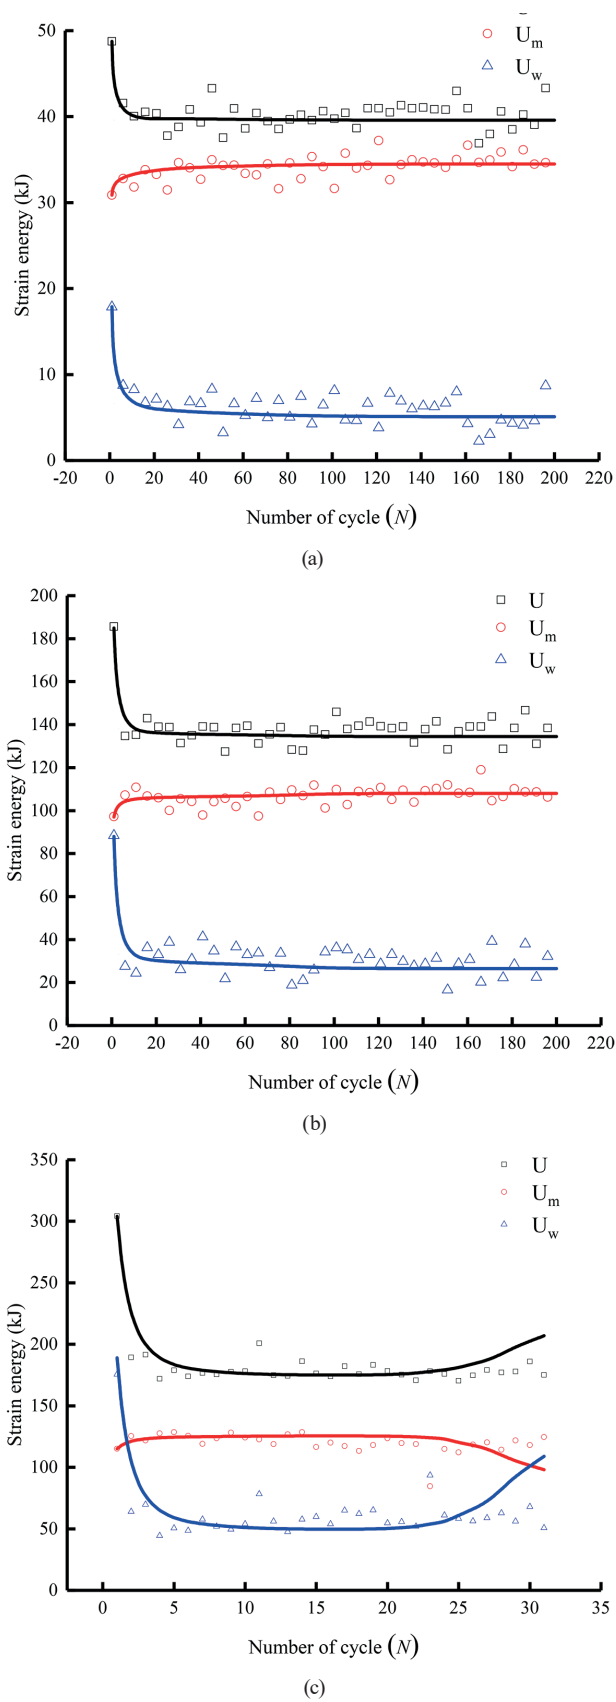 U_m
U_w
50
40
30
20
10
0
Strain energy (kJ)
-20 0 20 40 60 80 100 120 140 160 180 200 220
Number of cycle (N)
(a)
200
180
160
140
120
100
80
60
40
20
0
U
U_m
U_w
Strain energy (kJ)
-20 0 20 40 60 80 100 120 140 160 180 200 220
Number of cycle (N)
(b)
350
300
250
200
150
100
50
0
U
U_m
U_w
Strain energy (kJ)
0 5 10 15 20 25 30 35
Number of cycle (N)
(c)